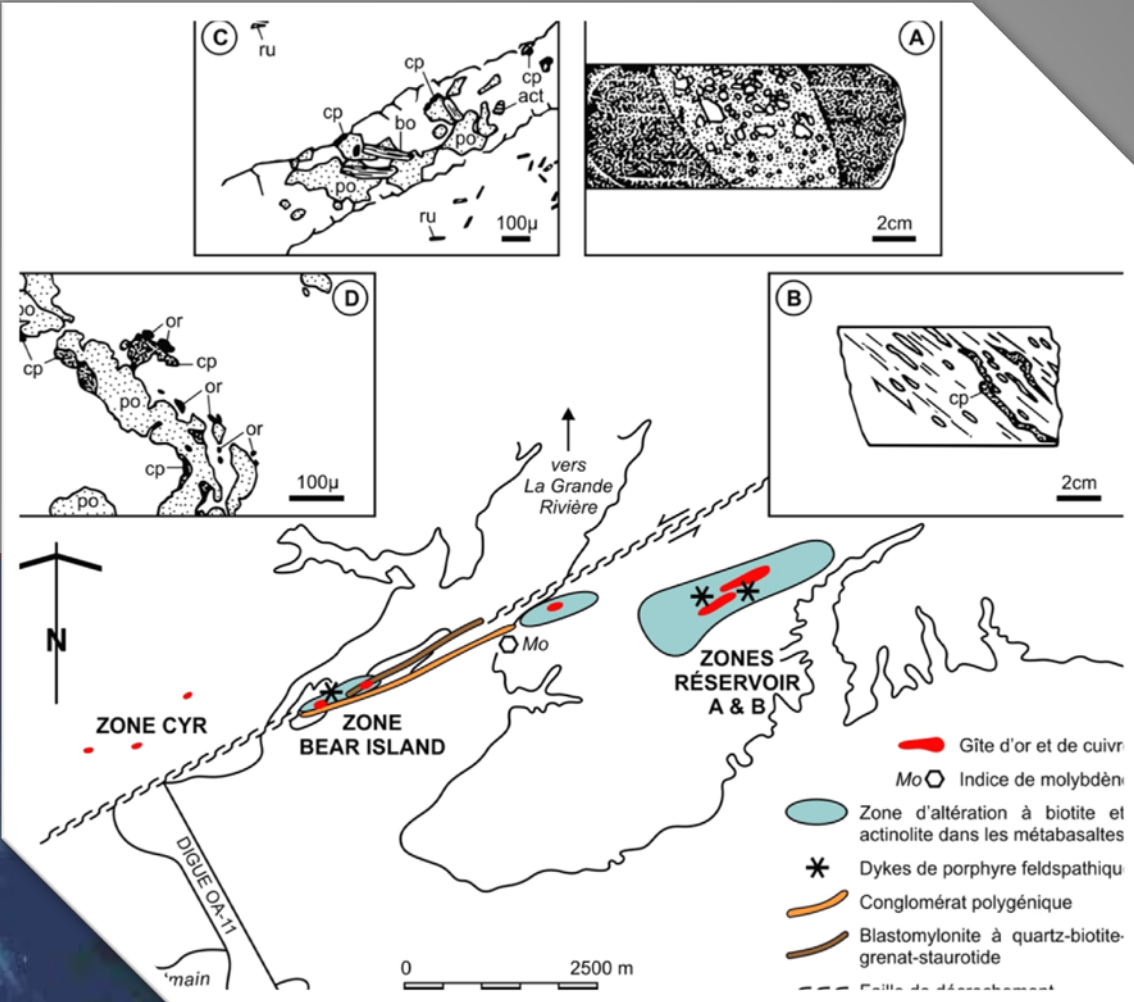 C
ru
cp
cp
cp
act
bo
po
po
ru
100µ
A
2cm
D
or
cp
cp
or
po
or
cp
po
100µ
B
cp
2cm
vers
La Grande
Rivière
N
Mo
ZONES
RÉSERVOIR
A & B
ZONE CYR
ZONE
BEAR ISLAND
DIGUE OA-11
Gîte d'or et de cuivr
Mo Indice de molybdèn
Zone d'altération à biotite et
actinolite dans les métabasaltes
Dykes de porphyre feldspathiqu
Conglomérat polygénique
Blastomylonite à quartz-biotite-
grenat-staurotide
0 2500 m